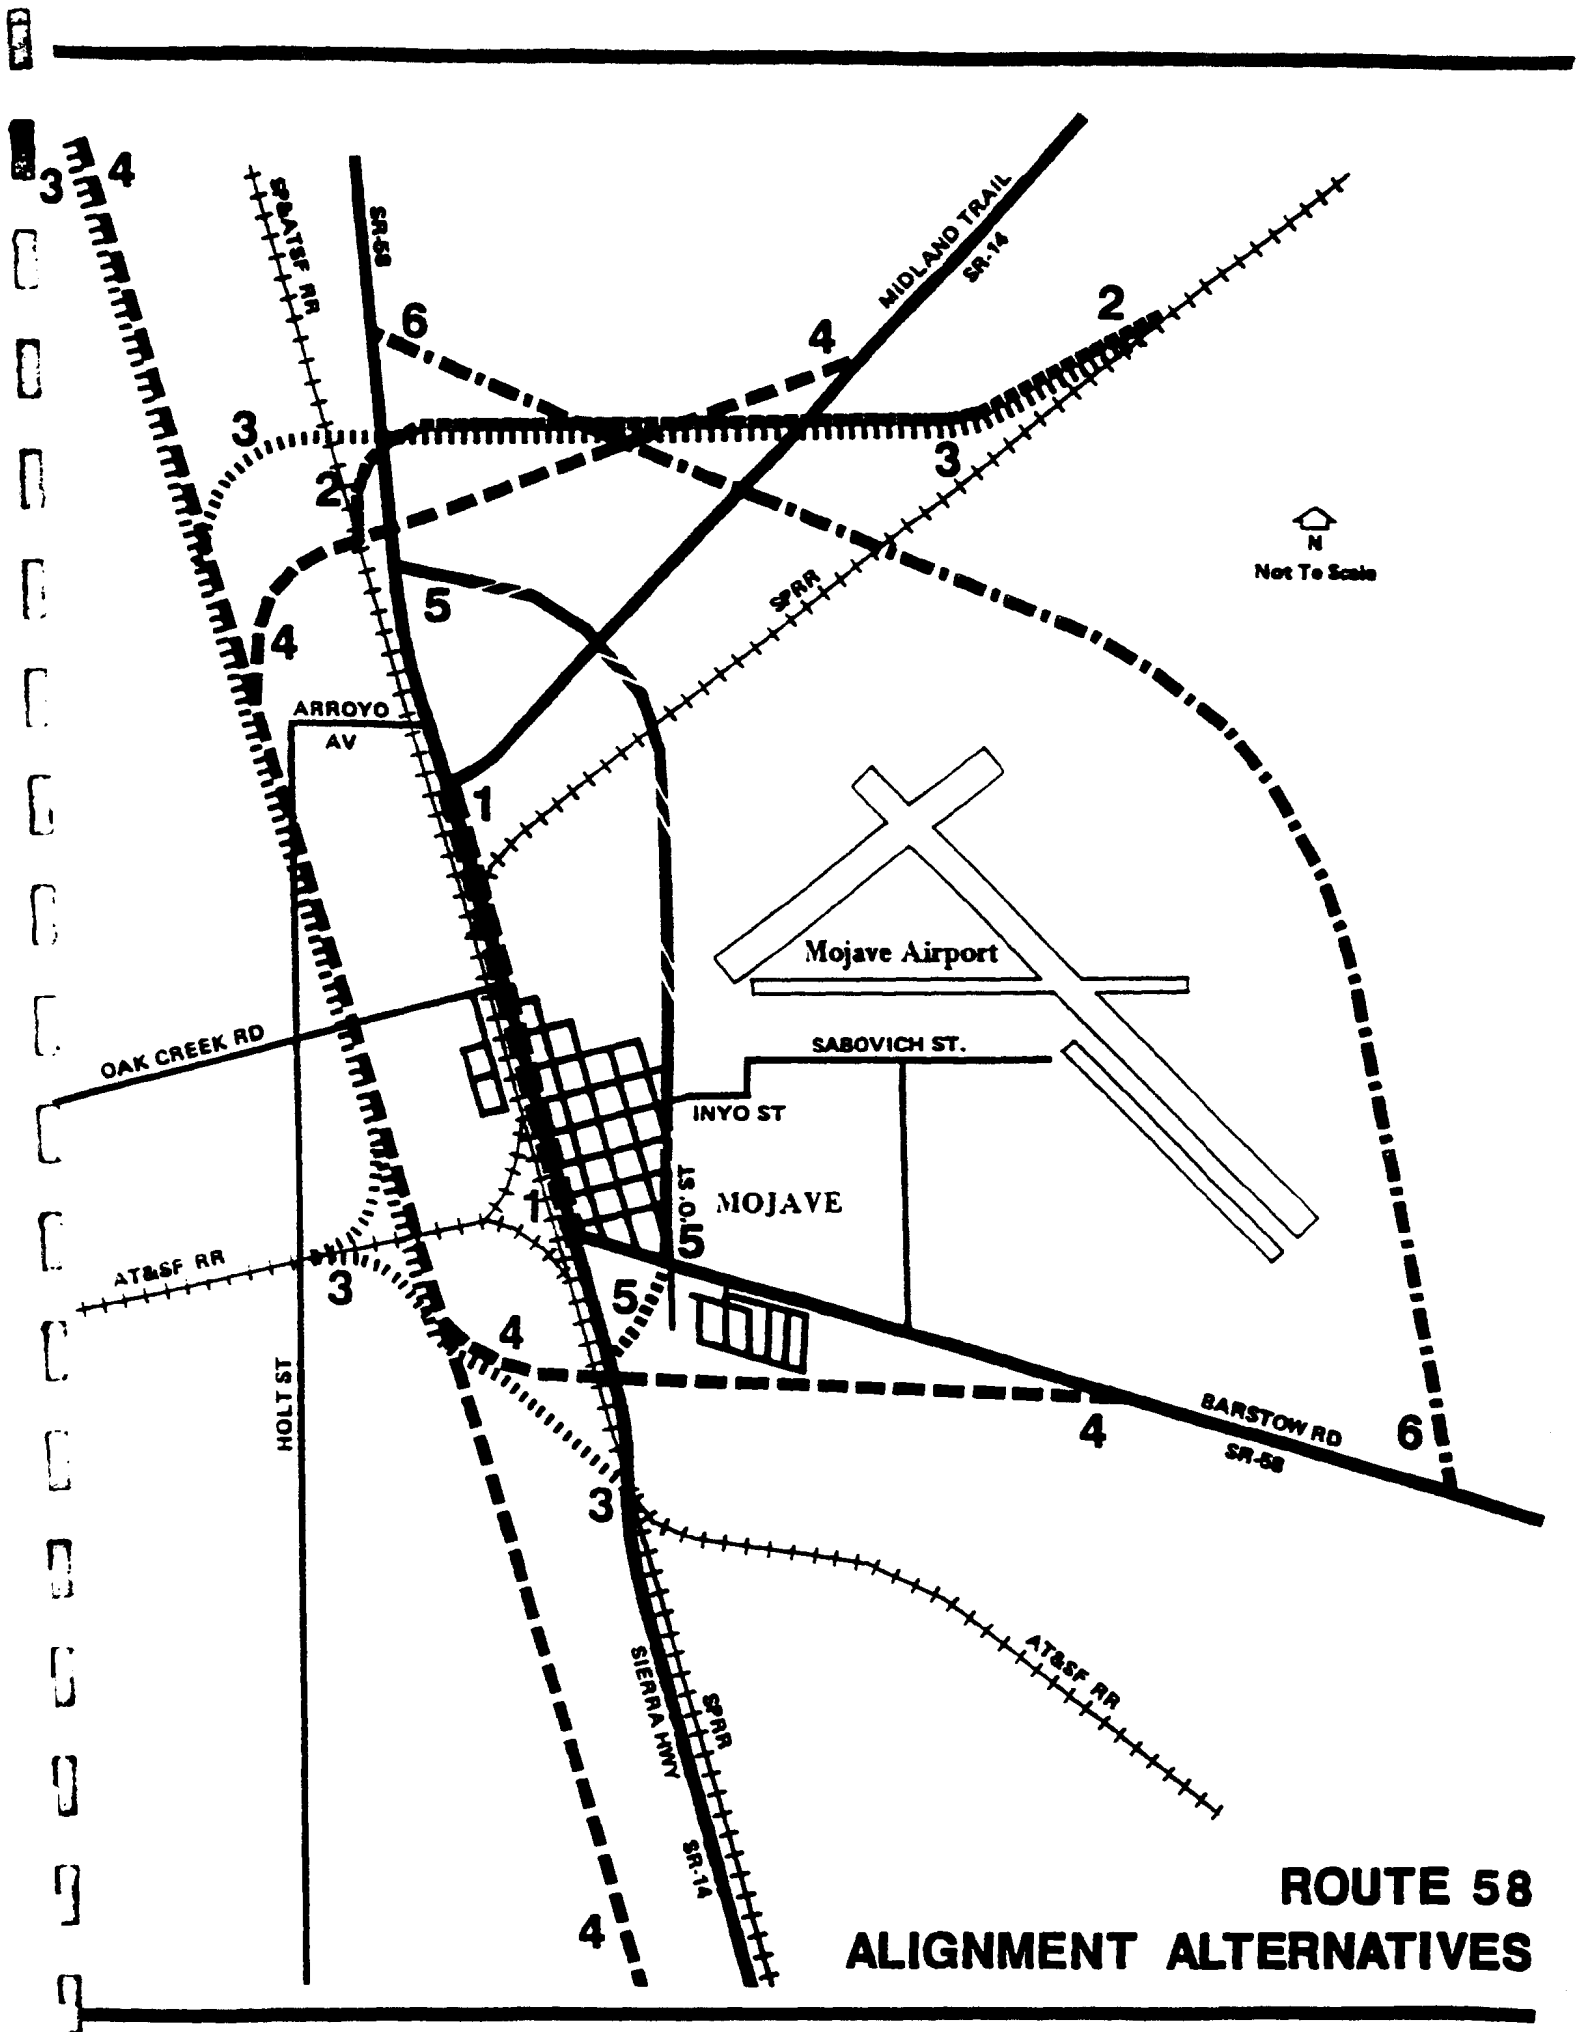 3 4
SP&ATSF RR
SR-58
MIDLAND TRAIL
SR-14
2
6
4
3
3
2
N
Not To Scale
5
SPRR
4
ARROYO
AV
1
Mojave Airport
OAK CREEK RD
SABOVICH ST.
INYO ST
'O' ST
MOJAVE
1
5
AT&SF RR
3
5
4
HOLT ST
BARSTOW RD
SR-58
4
6
3
AT&SF RR
SIERRA HWY
SPRR
SR-14
4
ROUTE 58
ALIGNMENT ALTERNATIVES